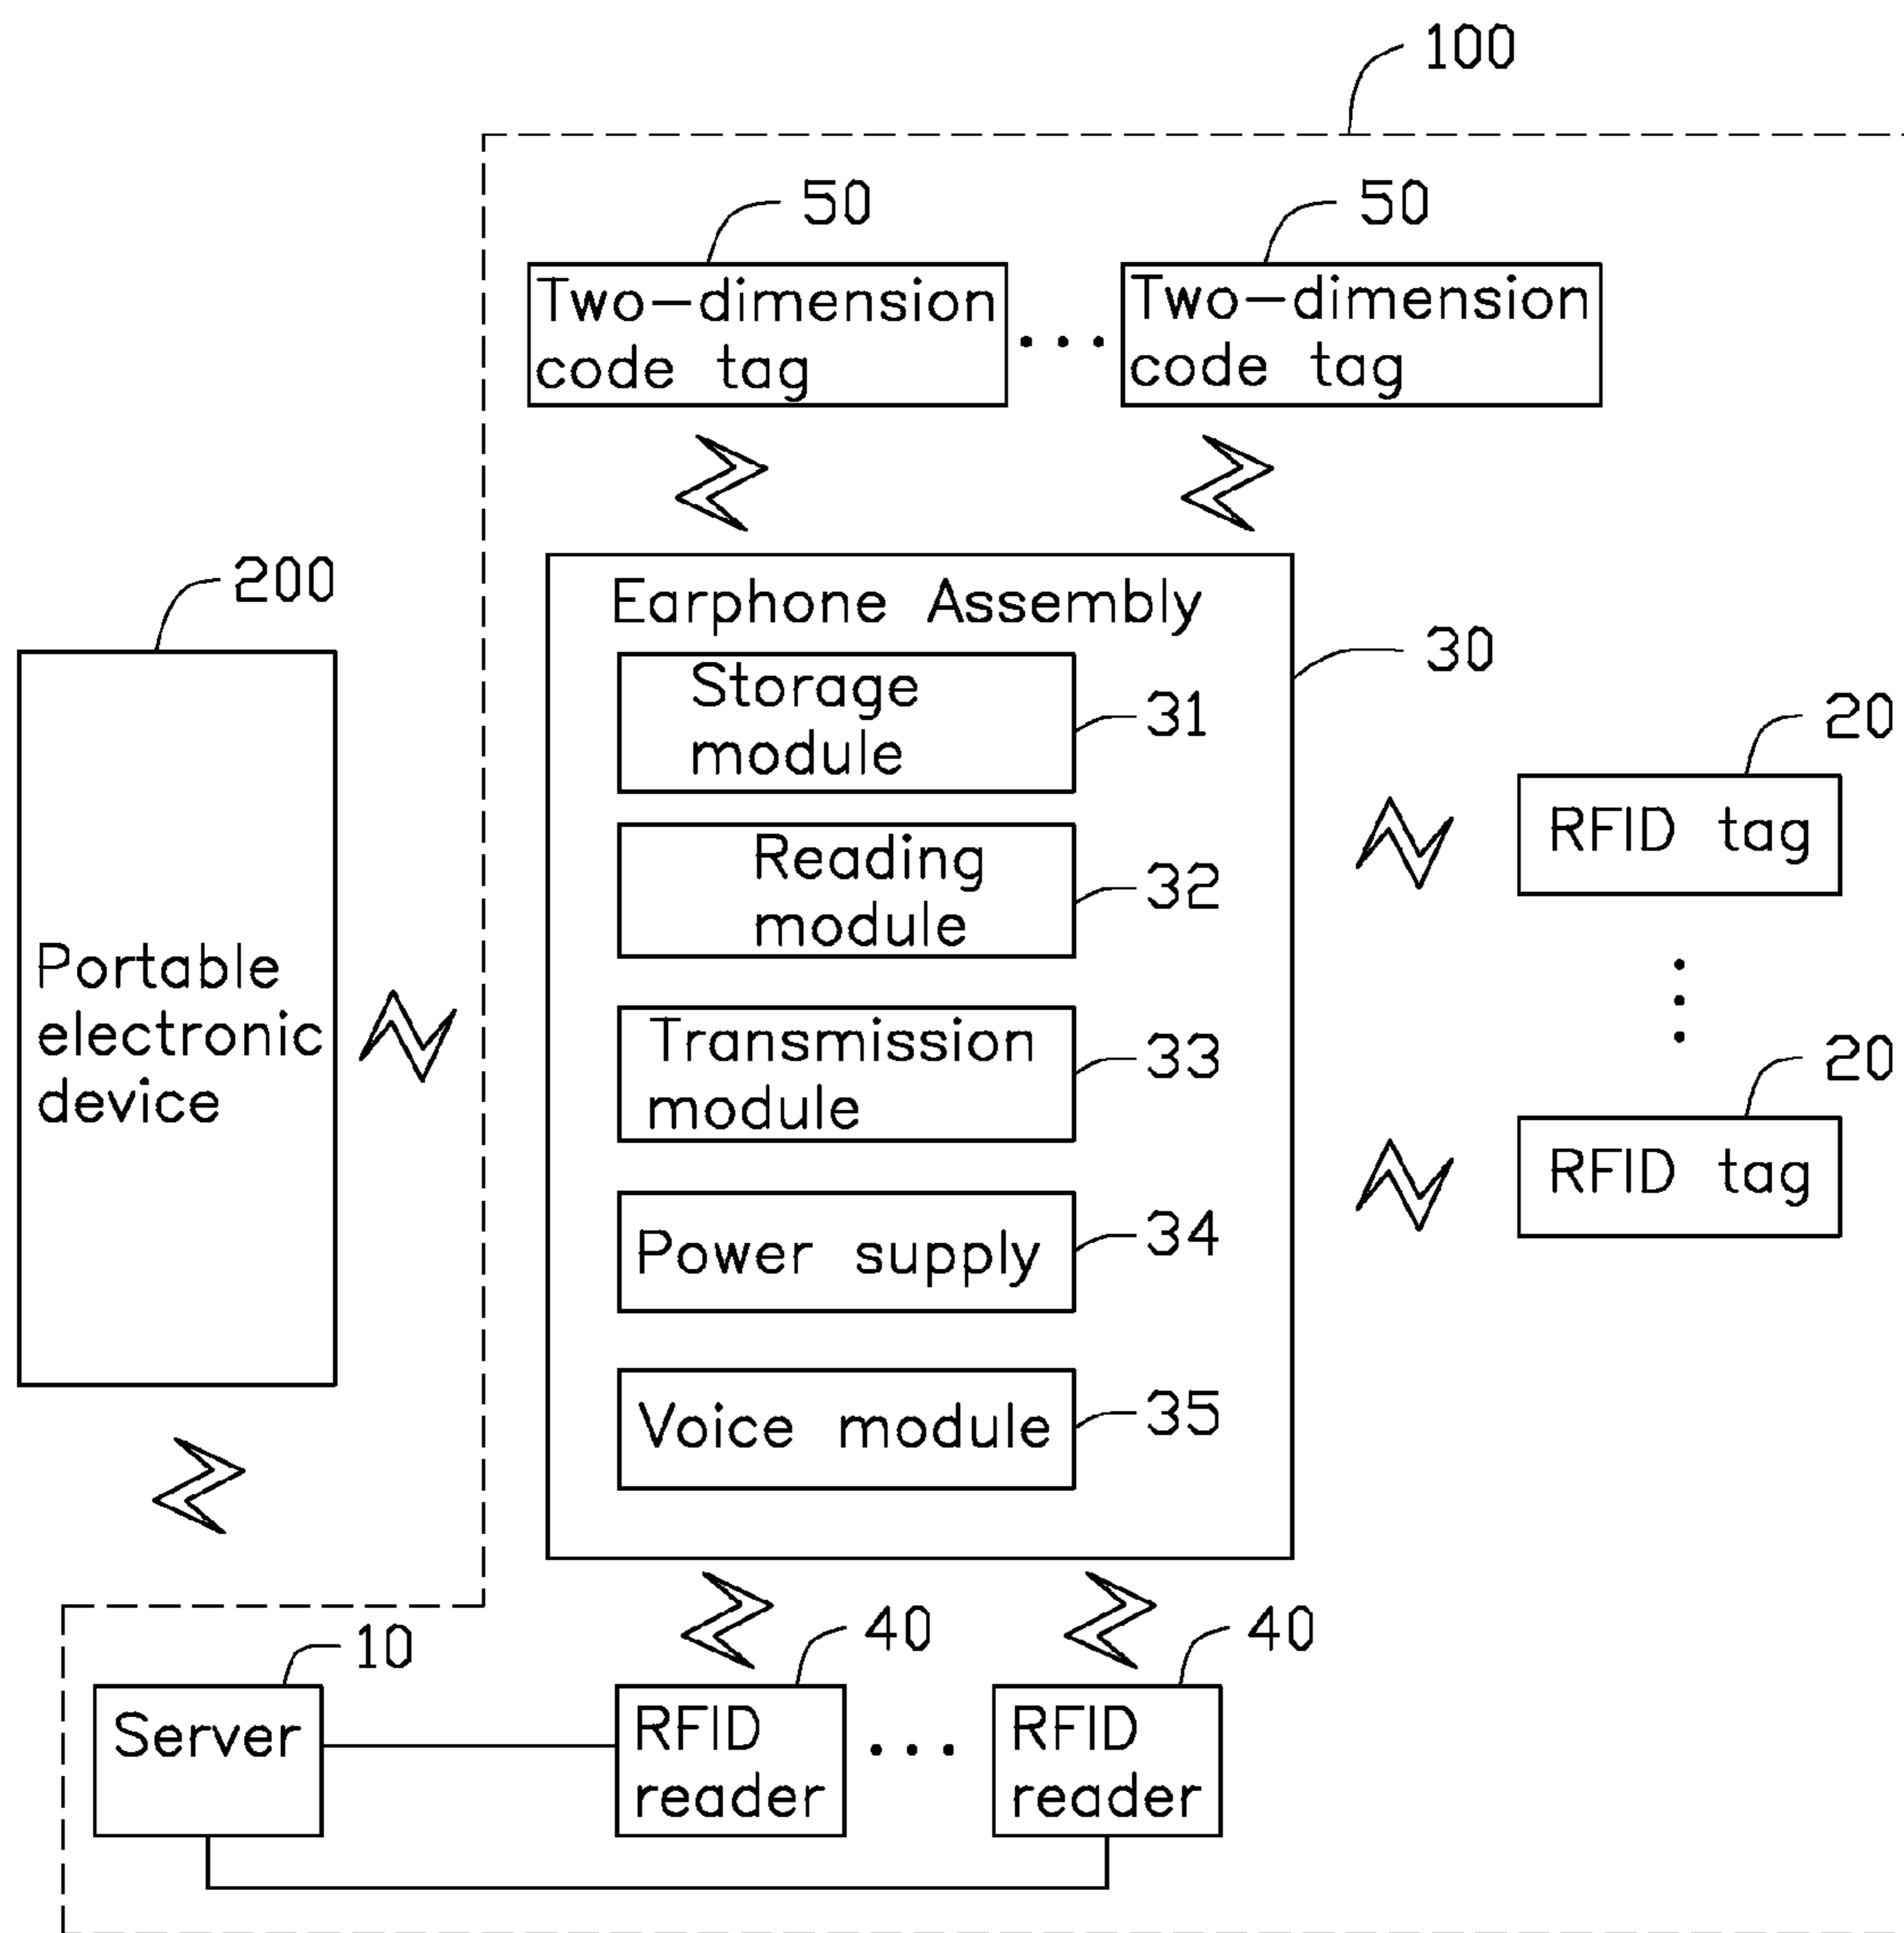 100
50
50
Two-dimension
code tag
Two-dimension
code tag
200
Earphone Assembly
30
Storage
module
31
20
RFID tag
Reading
module
32
Portable
electronic
device
Transmission
module
33
20
RFID tag
Power supply
34
Voice module
35
10
40
40
Server
RFID
reader
RFID
reader